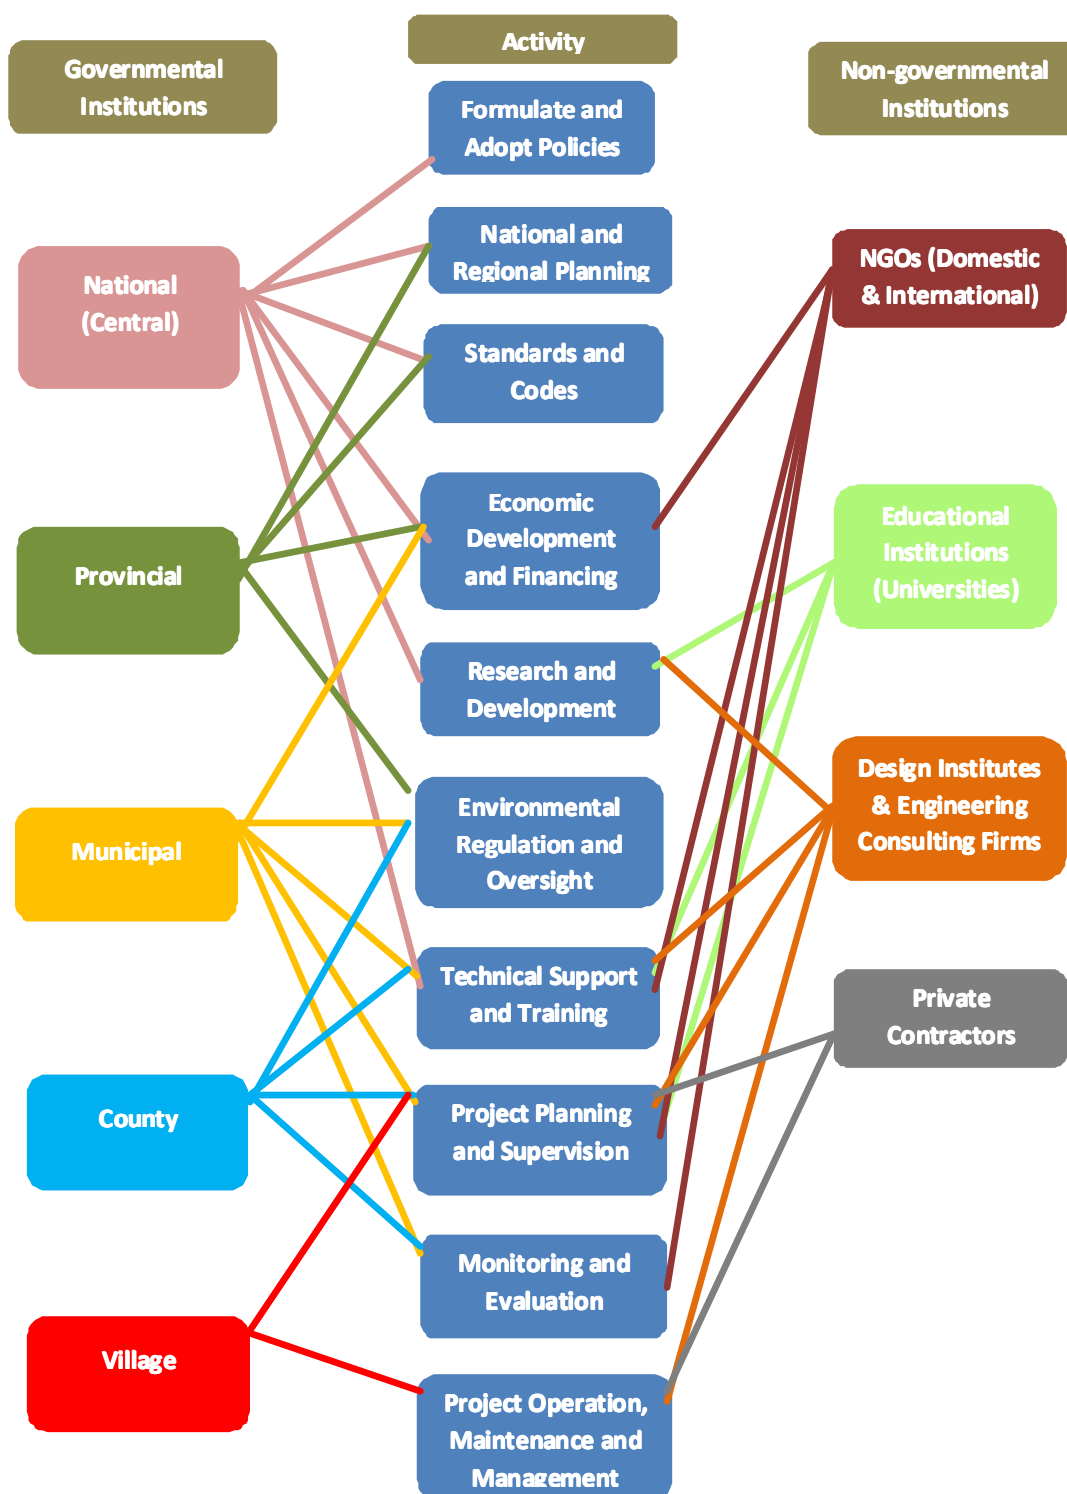 Governmental
Institutions
Activity
Non-governmental
Institutions
Formulate and
Adopt Policies
National and
Regional Planning
Standards and
Codes
Economic
Development
and Financing
Research and
Development
Environmental
Regulation and
Oversight
Technical Support
and Training
Project Planning
and Supervision
Monitoring and
Evaluation
Project Operation,
Maintenance and
Management
National
(Central)
Provincial
Municipal
County
Village
NGOs (Domestic
& International)
Educational
Institutions
(Universities)
Design Institutes
& Engineering
Consulting Firms
Private
Contractors